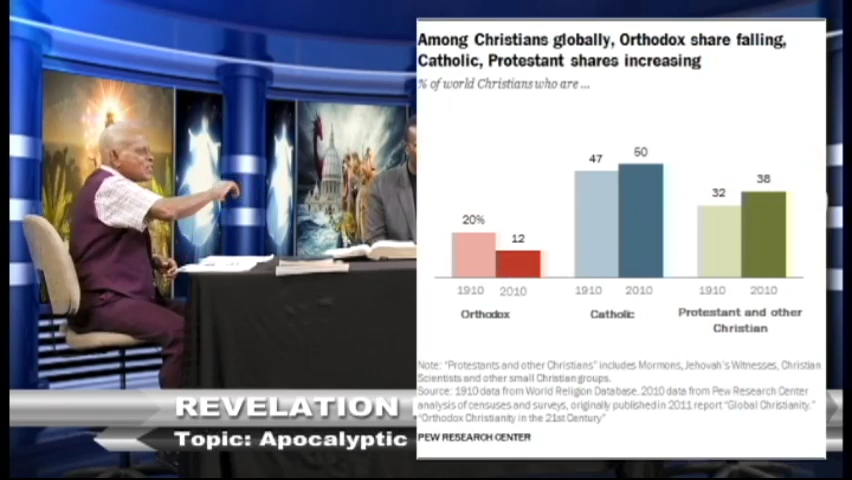 Among Christians globally, Orthodox share falling,
Catholic, Protestant shares increasing
% of world Christians who are ...
20%
12
47
50
32
38
1910
2010
1910
2010
1910
2010
Orthodox
Catholic
Protestant and other
Christian
Note: "Protestants and other Christians" includes Mormons, Jehovah's Witnesses, Christian
Scientists and other small Christian groups.
Source: 1910 data from World Religion Database. 2010 data from Pew Research Center
analysis of censuses and surveys, originally published in 2011 report "Global Christianity."
"Orthodox Christianity in the 21st Century"
PEW RESEARCH CENTER
REVELATION
Topic: Apocalyptic